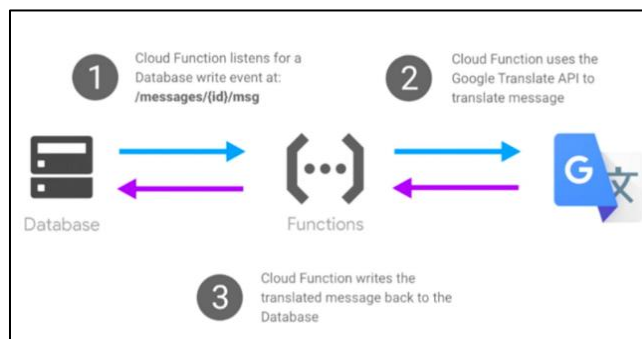 1
Cloud Function listens for a
Database write event at:
/messages/{id}/msg
2
Cloud Function uses the
Google Translate API to
translate message
Database
Functions
G
文
3
Cloud Function writes the
translated message back to the
Database